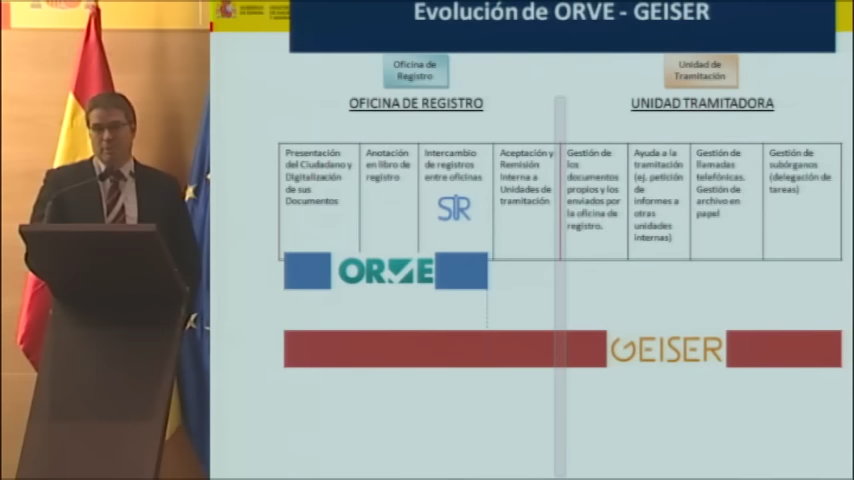 Evolución de ORVE - GEISER
Oficina de
Registro
Unidad de
Tramitación
OFICINA DE REGISTRO
UNIDAD TRAMITADORA
Presentación
del Ciudadano y
Digitalización
de sus
Documentos
Anotación
en libro de
registro
Intercambio
de registros
entre oficinas
SIR
Aceptación y
Remisión
Interna a
Unidades de
tramitación
Gestión de
los
documentos
propios y los
enviados por
la oficina de
registro.
Ayuda a la
tramitación
(ej. petición
de
informes a
otras
unidades
internas)
Gestión de
llamadas
telefónicas.
Gestión de
archivo en
papel
Gestión de
subórganos
(delegación de
tareas)
ORVE
GEISER